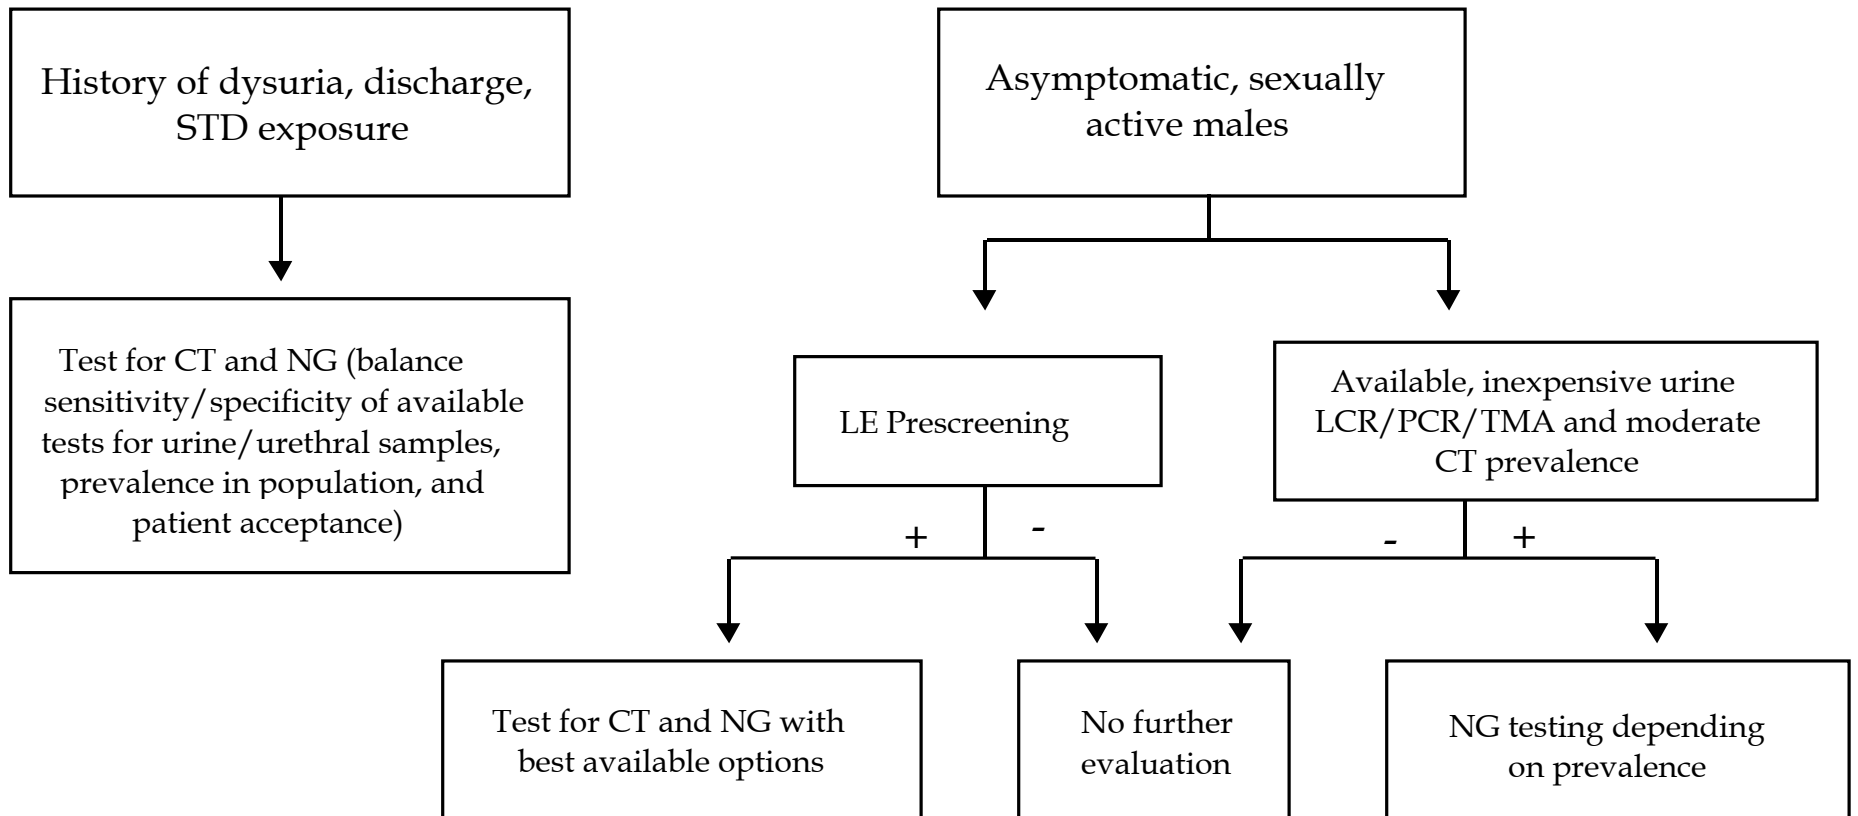 History of dysuria, discharge,
STD exposure
Asymptomatic, sexually
active males
Test for CT and NG (balance
sensitivity/specificity of available
tests for urine/urethral samples,
prevalence in population, and
patient acceptance)
LE Prescreening
Available, inexpensive urine
LCR/PCR/TMA and moderate
CT prevalence
+ -
- +
Test for CT and NG with
best available options
No further
evaluation
NG testing depending
on prevalence